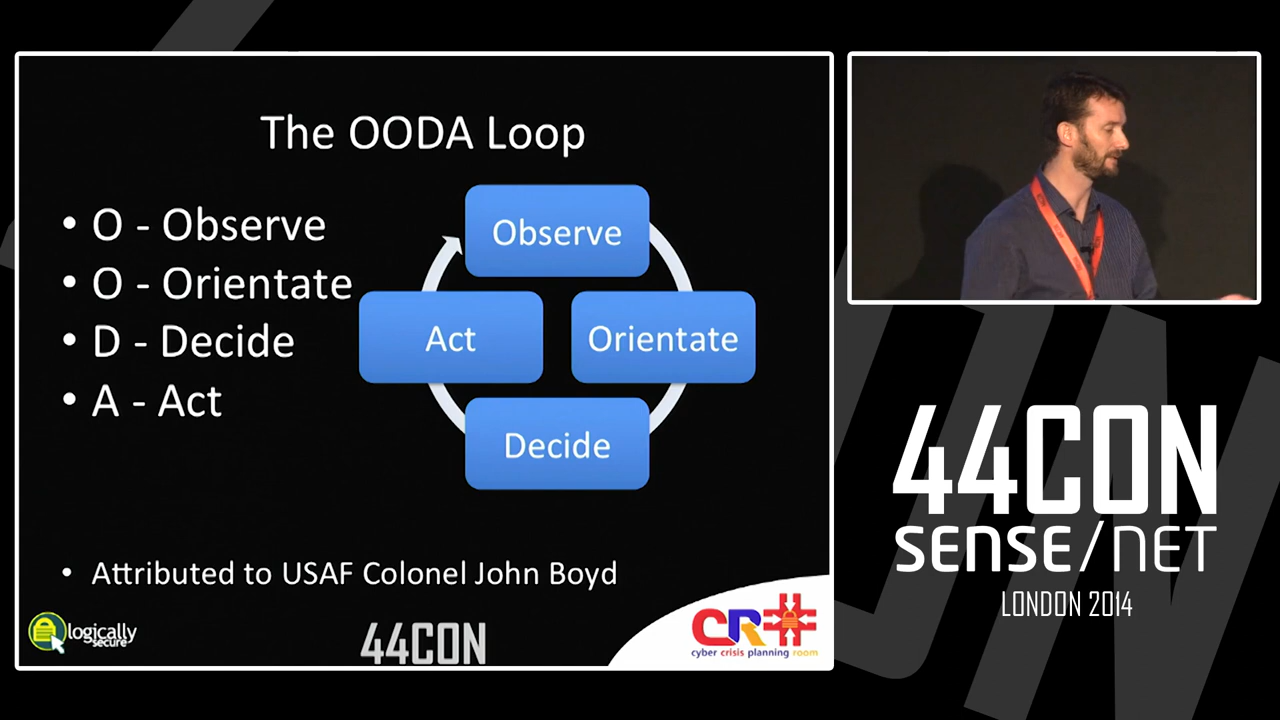 The OODA Loop
• O - Observe
• O - Orientate
• D - Decide
• A - Act
Observe
Act
Orientate
Decide
• Attributed to USAF Colonel John Boyd
logically
secure
44CON
CR
cyber crisis planning room
44CON
SENSE/NET
LONDON 2014